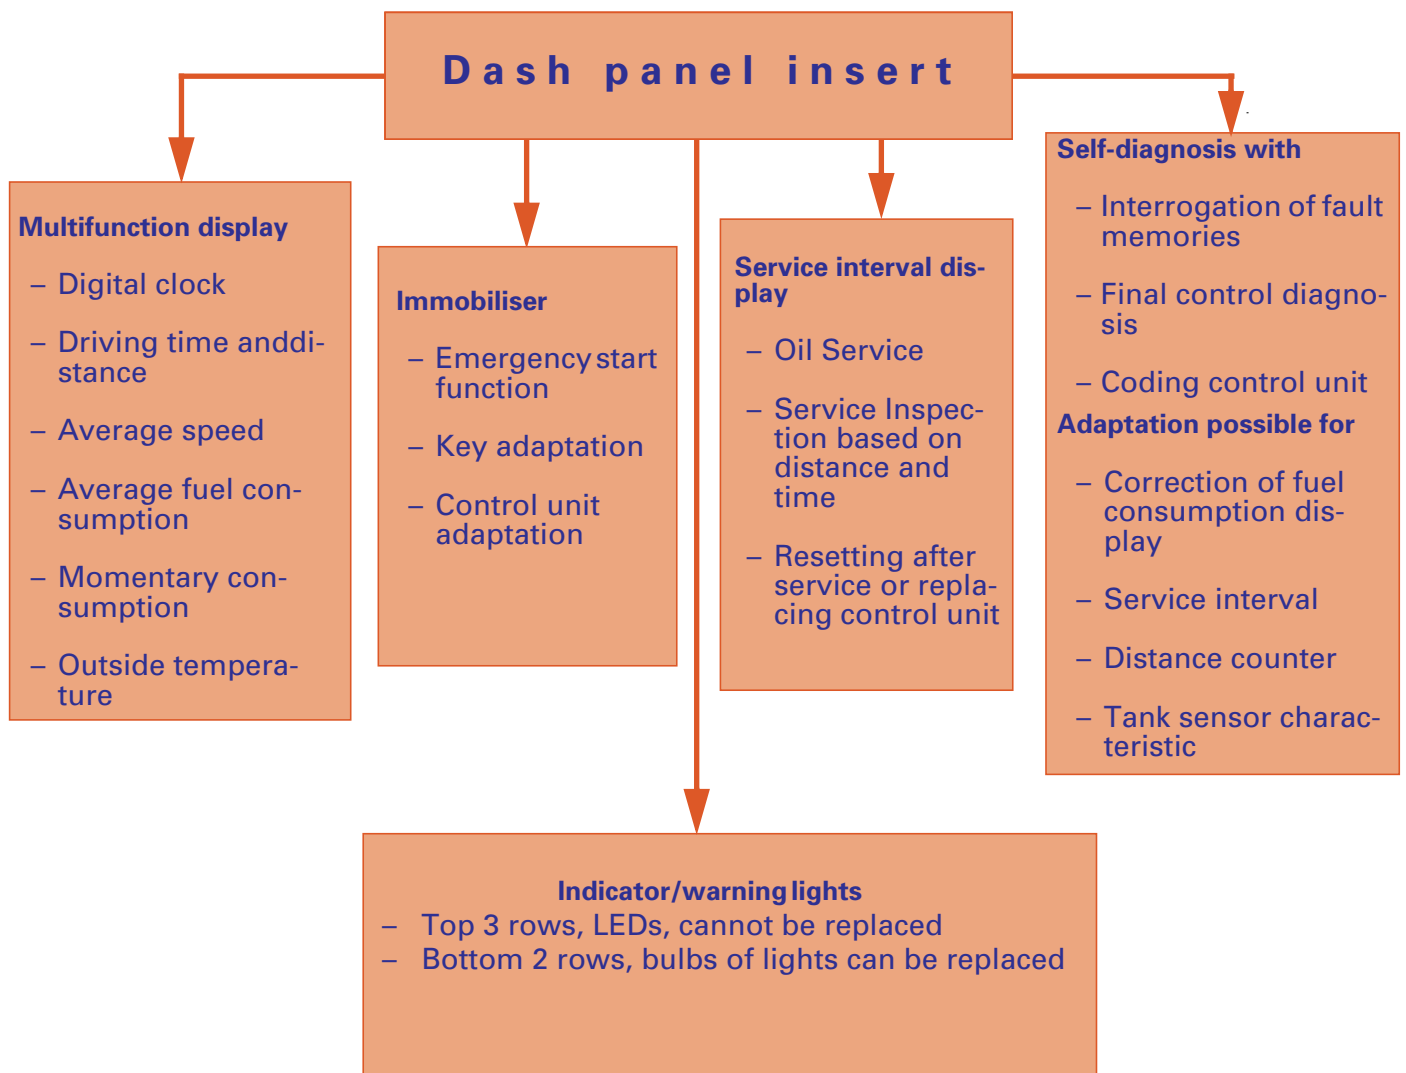 Dash panel insert
Multifunction display
– Digital clock
– Driving time anddi-
stance
– Average speed
– Average fuel con-
sumption
– Momentary con-
sumption
– Outside tempera-
ture
Immobiliser
– Emergency start
function
– Key adaptation
– Control unit
adaptation
Service interval dis-
play
– Oil Service
– Service Inspec-
tion based on
distance and
time
– Resetting after
service or repla-
cing control unit
Self-diagnosis with
– Interrogation of fault
memories
– Final control diagno-
sis
– Coding control unit
Adaptation possible for
– Correction of fuel
consumption dis-
play
– Service interval
– Distance counter
– Tank sensor charac-
teristic
Indicator/warning lights
– Top 3 rows, LEDs, cannot be replaced
– Bottom 2 rows, bulbs of lights can be replaced